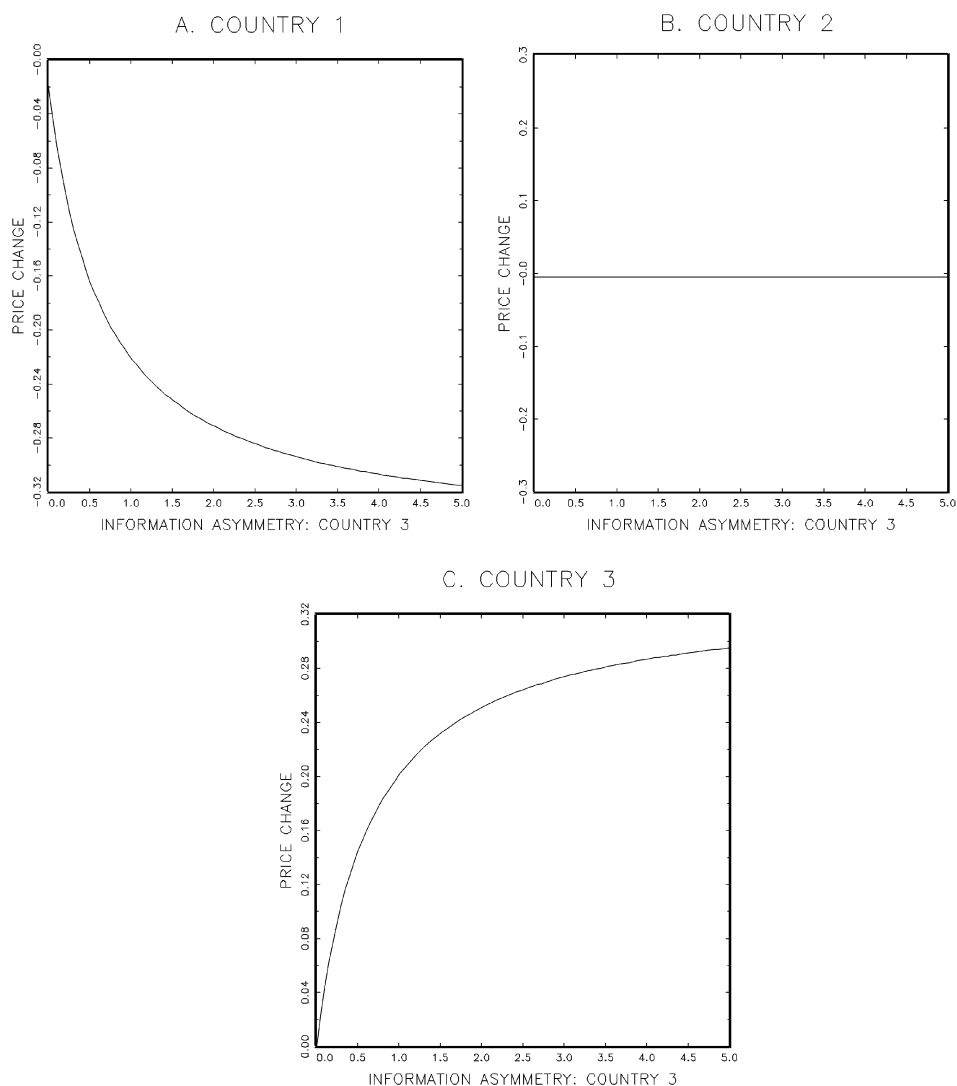 A. COUNTRY 1
PRICE CHANGE
-0.00
-0.04
-0.08
-0.12
-0.16
-0.20
-0.24
-0.28
-0.32
0.0 0.5 1.0 1.5 2.0 2.5 3.0 3.5 4.0 4.5 5.0
INFORMATION ASYMMETRY: COUNTRY 3
B. COUNTRY 2
PRICE CHANGE
0.3
0.2
0.1
-0.0
-0.1
-0.2
-0.3
0.0 0.5 1.0 1.5 2.0 2.5 3.0 3.5 4.0 4.5 5.0
INFORMATION ASYMMETRY: COUNTRY 3
C. COUNTRY 3
PRICE CHANGE
0.32
0.28
0.24
0.20
0.16
0.12
0.08
0.04
0.00
0.0 0.5 1.0 1.5 2.0 2.5 3.0 3.5 4.0 4.5 5.0
INFORMATION ASYMMETRY: COUNTRY 3